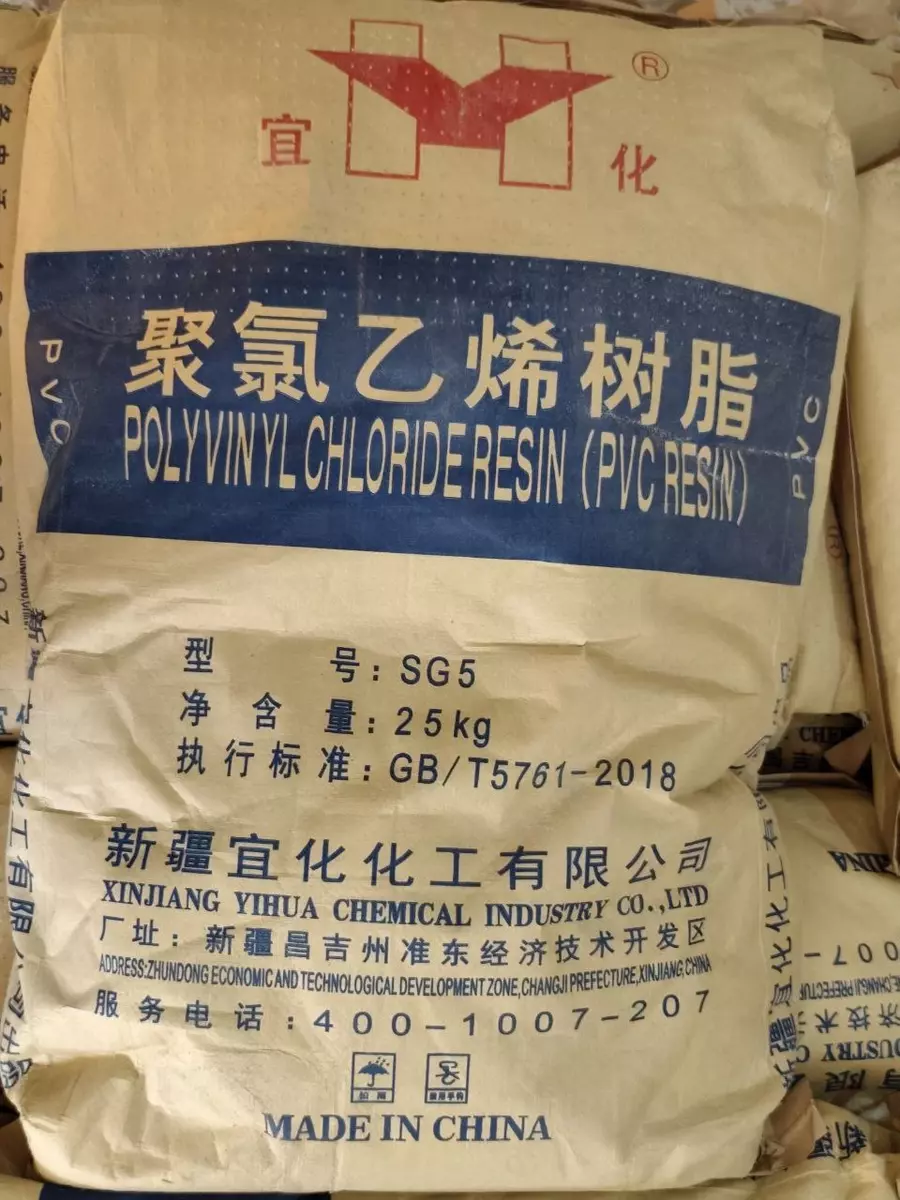 宜 化 ®
聚氯乙烯树脂
POLYVINYL CHLORIDE RESIN (PVC RESIN)
PVC
PVC
型 号: SG5
净 含 量: 25kg
执行标准: GB/T5761-2018
新疆宜化化工有限公司
XINJIANG YIHUA CHEMICAL INDUSTRY CO.,LTD
厂址: 新疆昌吉州准东经济技术开发区
ADDRESS:ZHUNDONG ECONOMIC AND TECHNOLOGICAL DEVELOPMENT ZONE,CHANGJI PREFECTURE,XINJIANG,CHINA
服务电话:400-1007-207
MADE IN CHINA